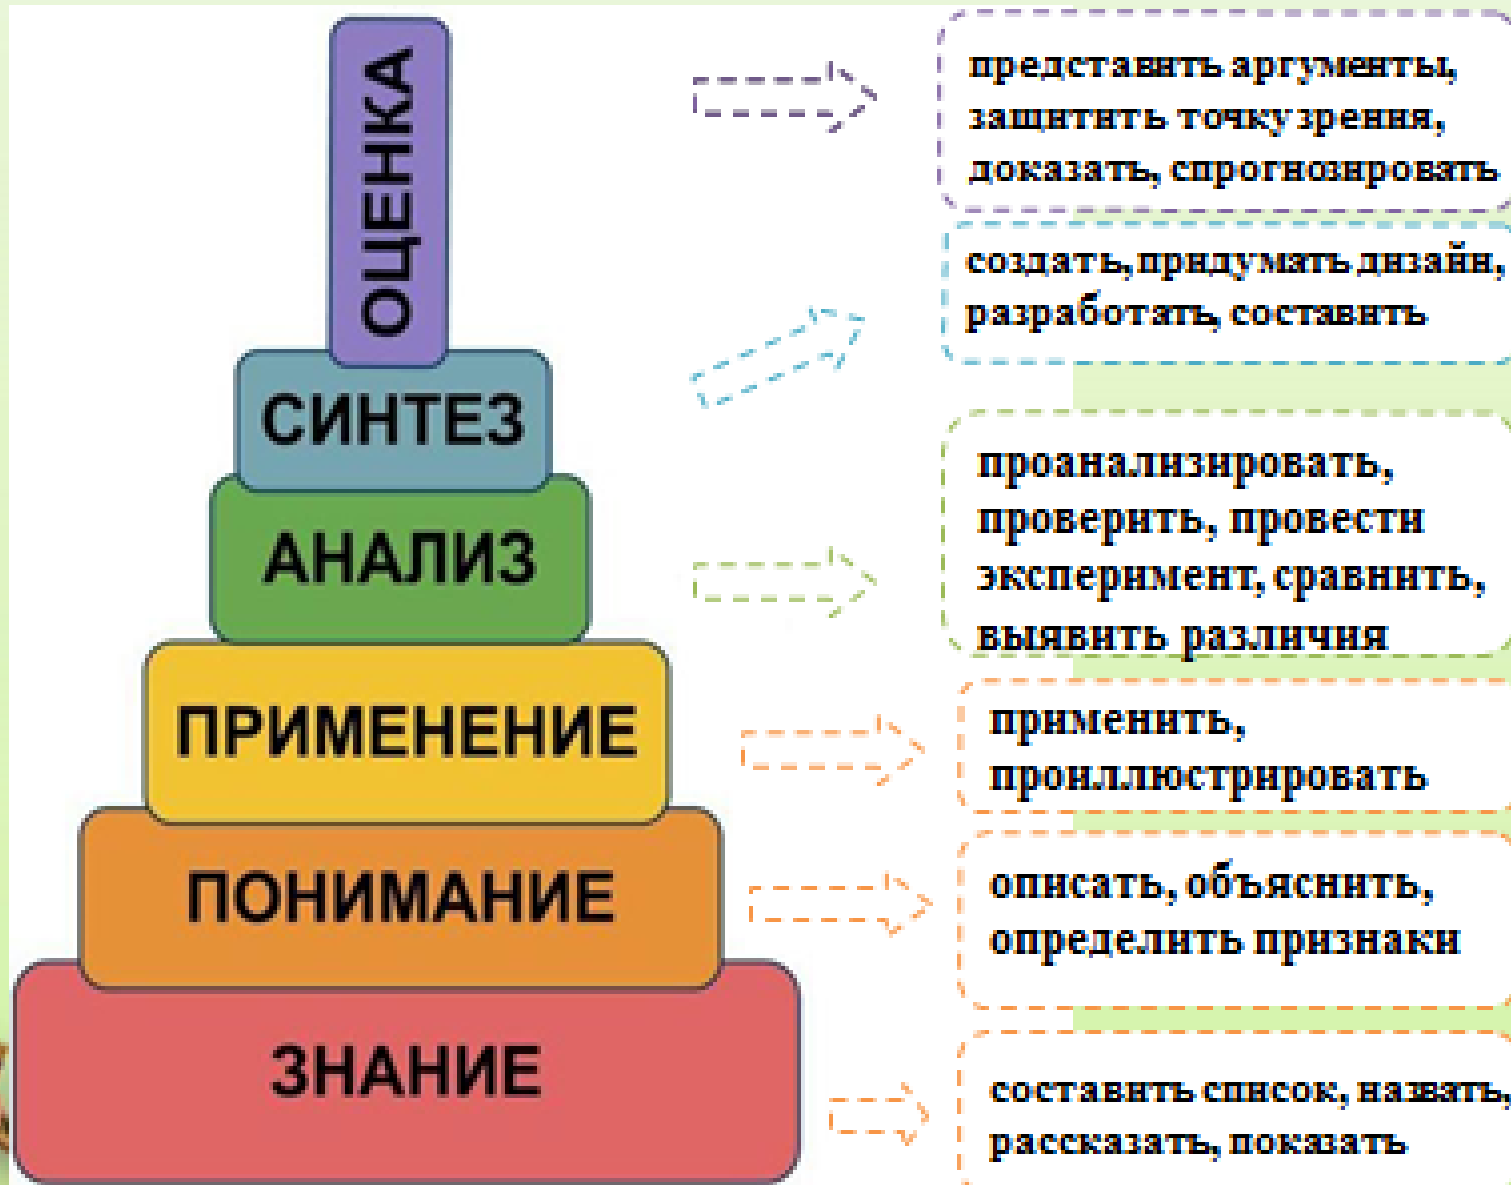 ОЦЕНКА
представить аргументы,
защитить точку зрения,
доказать, спрогнозировать
СИНТЕЗ
создать, придумать дизайн,
разработать, составить
АНАЛИЗ
проанализировать,
проверить, провести
эксперимент, сравнить,
выявить различия
ПРИМЕНЕНИЕ
применить,
проиллюстрировать
ПОНИМАНИЕ
описать, объяснить,
определить признаки
ЗНАНИЕ
составить список, назвать,
рассказать, показать